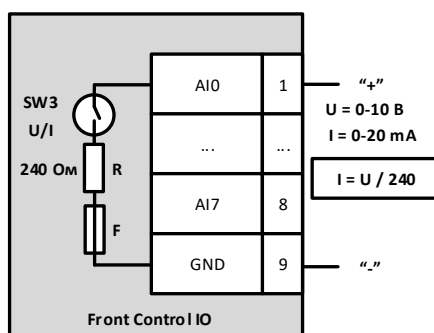 AI0 1 “+”
SW3
U/I
U = 0-10 В
I = 0-20 mA
... ...
240 Ом R
I = U / 240
F
AI7 8
GND 9 “-”
Front Control IO